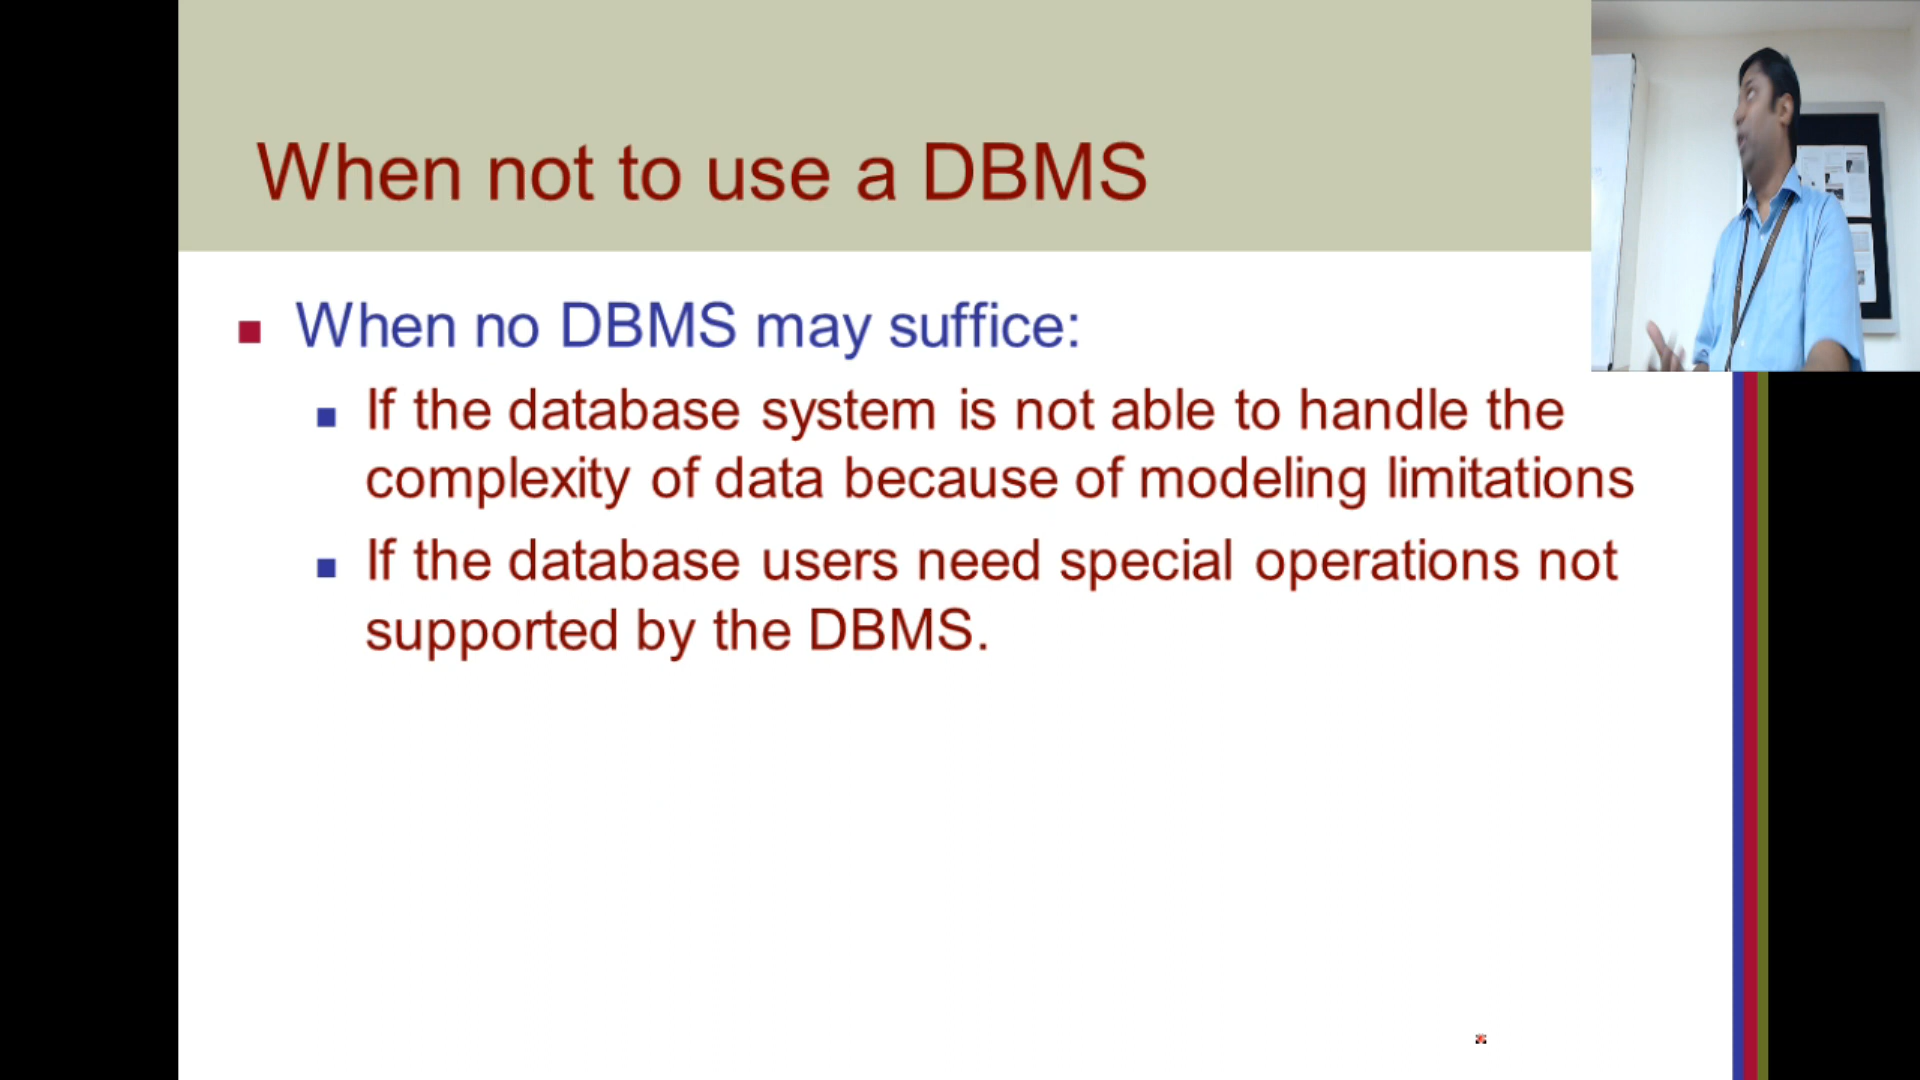 When not to use a DBMS
When no DBMS may suffice:
If the database system is not able to handle the
complexity of data because of modeling limitations
If the database users need special operations not
supported by the DBMS.